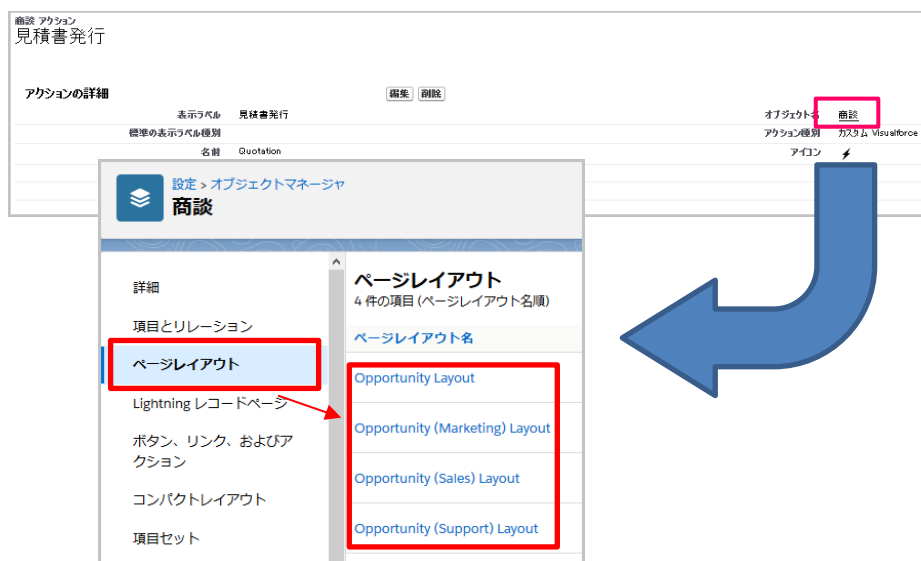 商談 アクション
見積書発行
アクションの詳細
編集 削除
表示ラベル 見積書発行
オブジェクト名 商談
標準の表示ラベル種別
アクション種別 カスタム Visualforce
名前 Quotation
アイコン
設定 > オブジェクトマネージャ
商談
詳細
項目とリレーション
ページレイアウト
Lightning レコードページ
ボタン、リンク、およびア
クション
コンパクトレイアウト
項目セット
ページレイアウト
4 件の項目 (ページレイアウト名順)
ページレイアウト名
Opportunity Layout
Opportunity (Marketing) Layout
Opportunity (Sales) Layout
Opportunity (Support) Layout